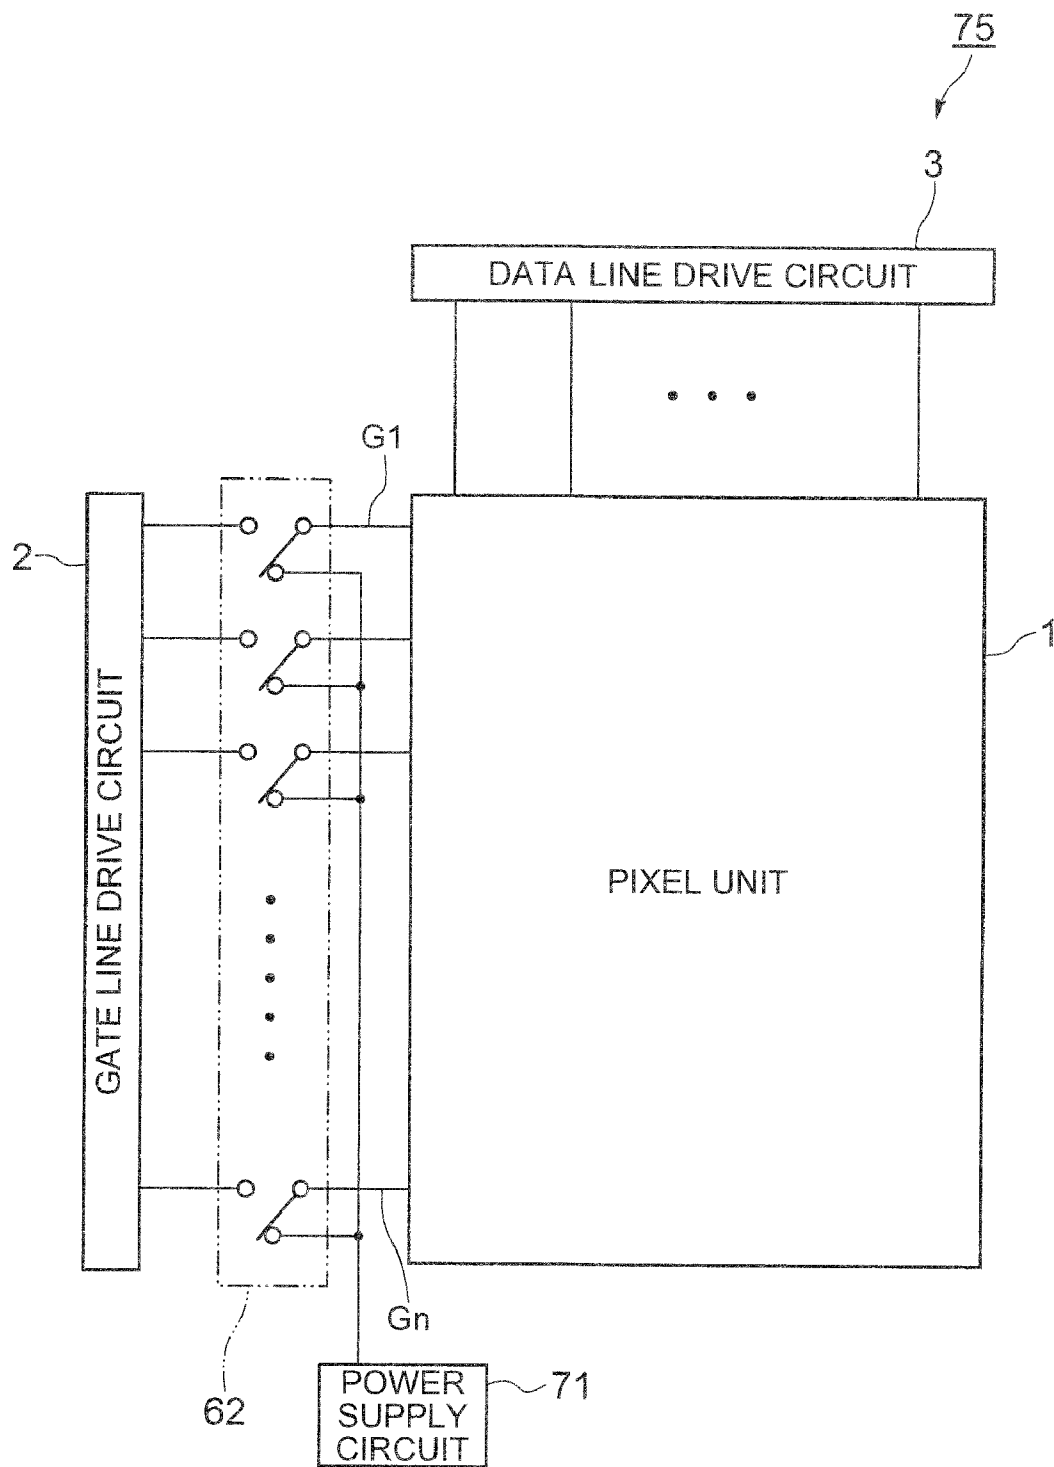 75
3
DATA LINE DRIVE CIRCUIT
G1
2
1
GATE LINE DRIVE CIRCUIT
PIXEL UNIT
Gn
62
71
POWER
SUPPLY
CIRCUIT